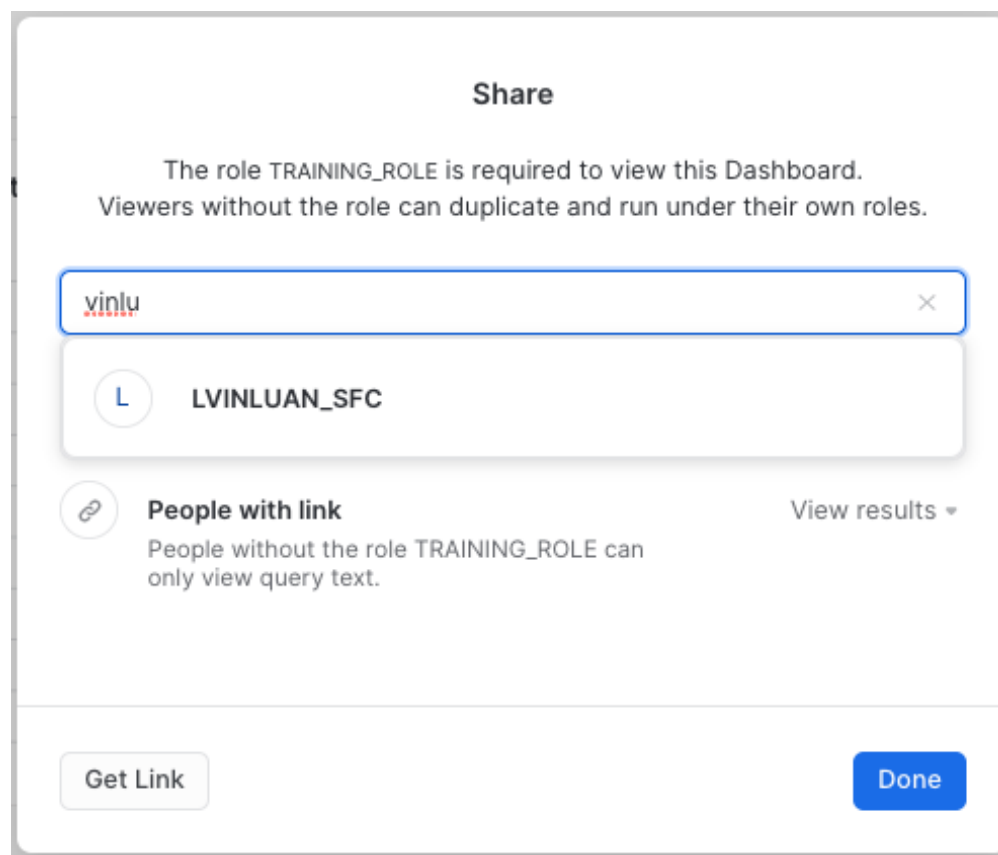 Share
The role TRAINING_ROLE is required to view this Dashboard.
Viewers without the role can duplicate and run under their own roles.
vinlu
L LVINLUAN_SFC
People with link View results
People without the role TRAINING_ROLE can
only view query text.
Get Link Done